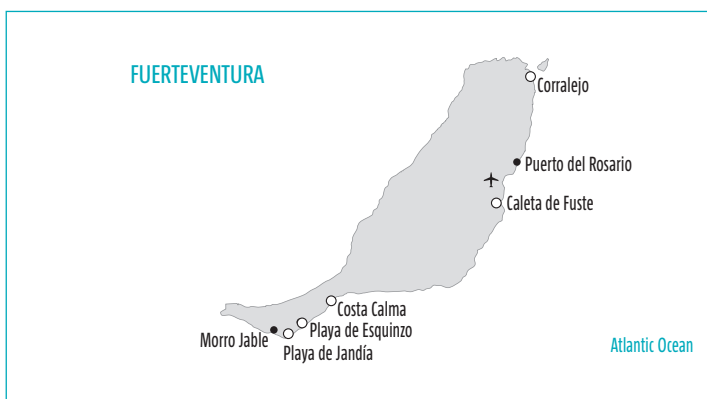 FUERTEVENTURA
Corralejo
Puerto del Rosario
Caleta de Fuste
Costa Calma
Playa de Esquinzo
Morro Jable
Playa de Jandía
Atlantic Ocean